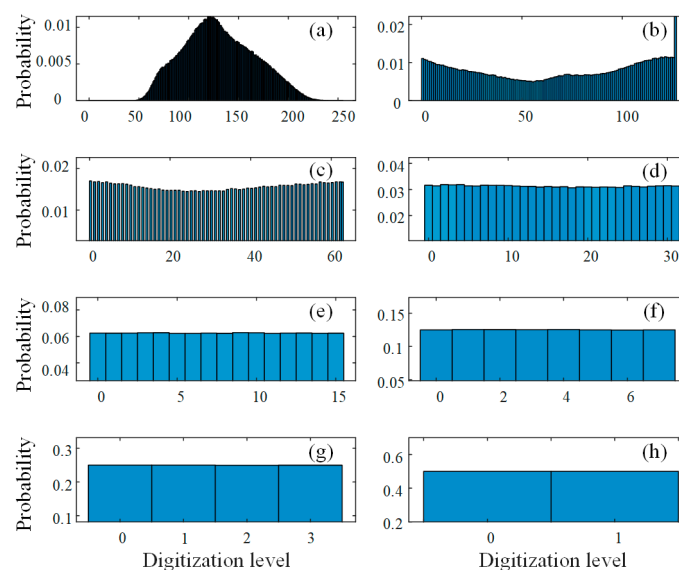 0.01
0.005
0
0 50 100 150 200 250
Probability
(a)
0.02
0.01
0
0 50 100
(b)
0.02
0.01
0 20 40 60
Probability
(c)
0.04
0.03
0.02
0 10 20 30
(d)
0.08
0.06
0.04
0 5 10 15
Probability
(e)
0.15
0.1
0.05
0 2 4 6
(f)
0.3
0.2
0.1
0 1 2 3
Probability
(g)
Digitization level
0.6
0.4
0.2
0 1
(h)
Digitization level